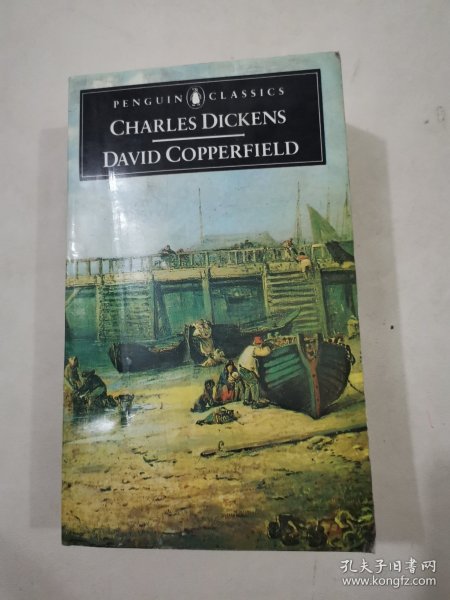 PENGUIN CLASSICS
CHARLES DICKENS
DAVID COPPERFIELD
孔夫子旧书网
www.kongfz.com